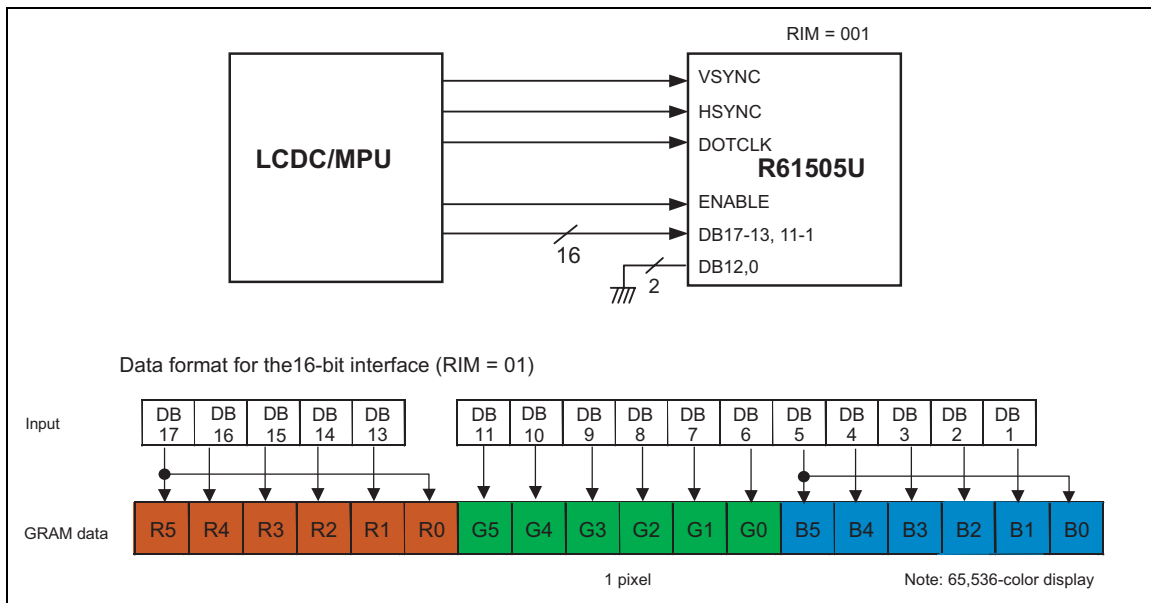 RIM = 001
LCDC/MPU
VSYNC
HSYNC
DOTCLK
R61505U
ENABLE
DB17-13, 11-1
16
DB12,0
2
Data format for the16-bit interface (RIM = 01)
Input
DB 17 DB 16 DB 15 DB 14 DB 13 DB 11 DB 10 DB 9 DB 8 DB 7 DB 6 DB 5 DB 4 DB 3 DB 2 DB 1
GRAM data
R5 R4 R3 R2 R1 R0 G5 G4 G3 G2 G1 G0 B5 B4 B3 B2 B1 B0
1 pixel
Note: 65,536-color display